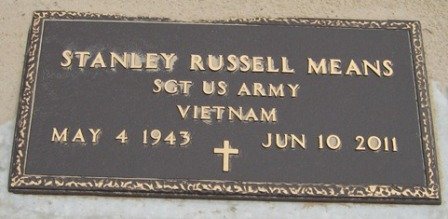 STANLEY RUSSELL MEANS
SGT US ARMY
VIETNAM
MAY 4 1943 JUN 10 2011